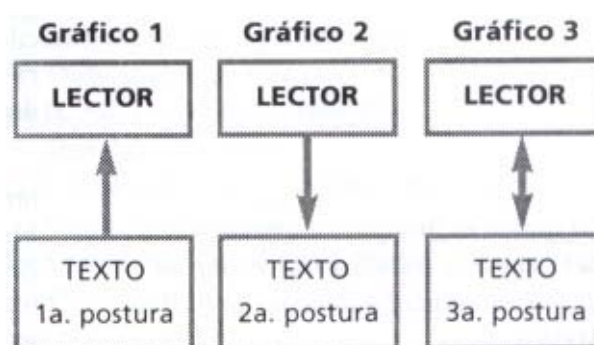 Gráfico 1 Gráfico 2 Gráfico 3
LECTOR LECTOR LECTOR
TEXTO TEXTO TEXTO
1a. postura 2a. postura 3a. postura